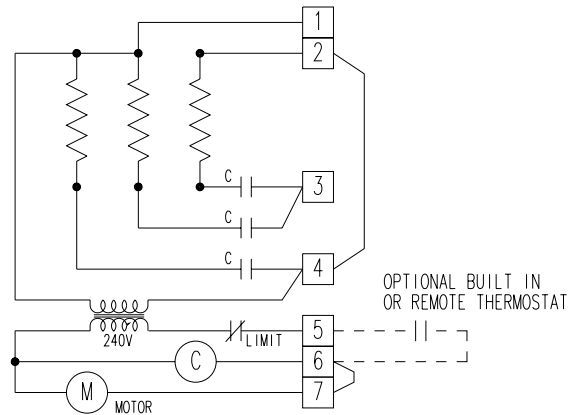 1
2
C
3
C
C
4
OPTIONAL BUILT IN
OR REMOTE THERMOSTAT
5
240V
LIMIT
C
6
M
7
MOTOR